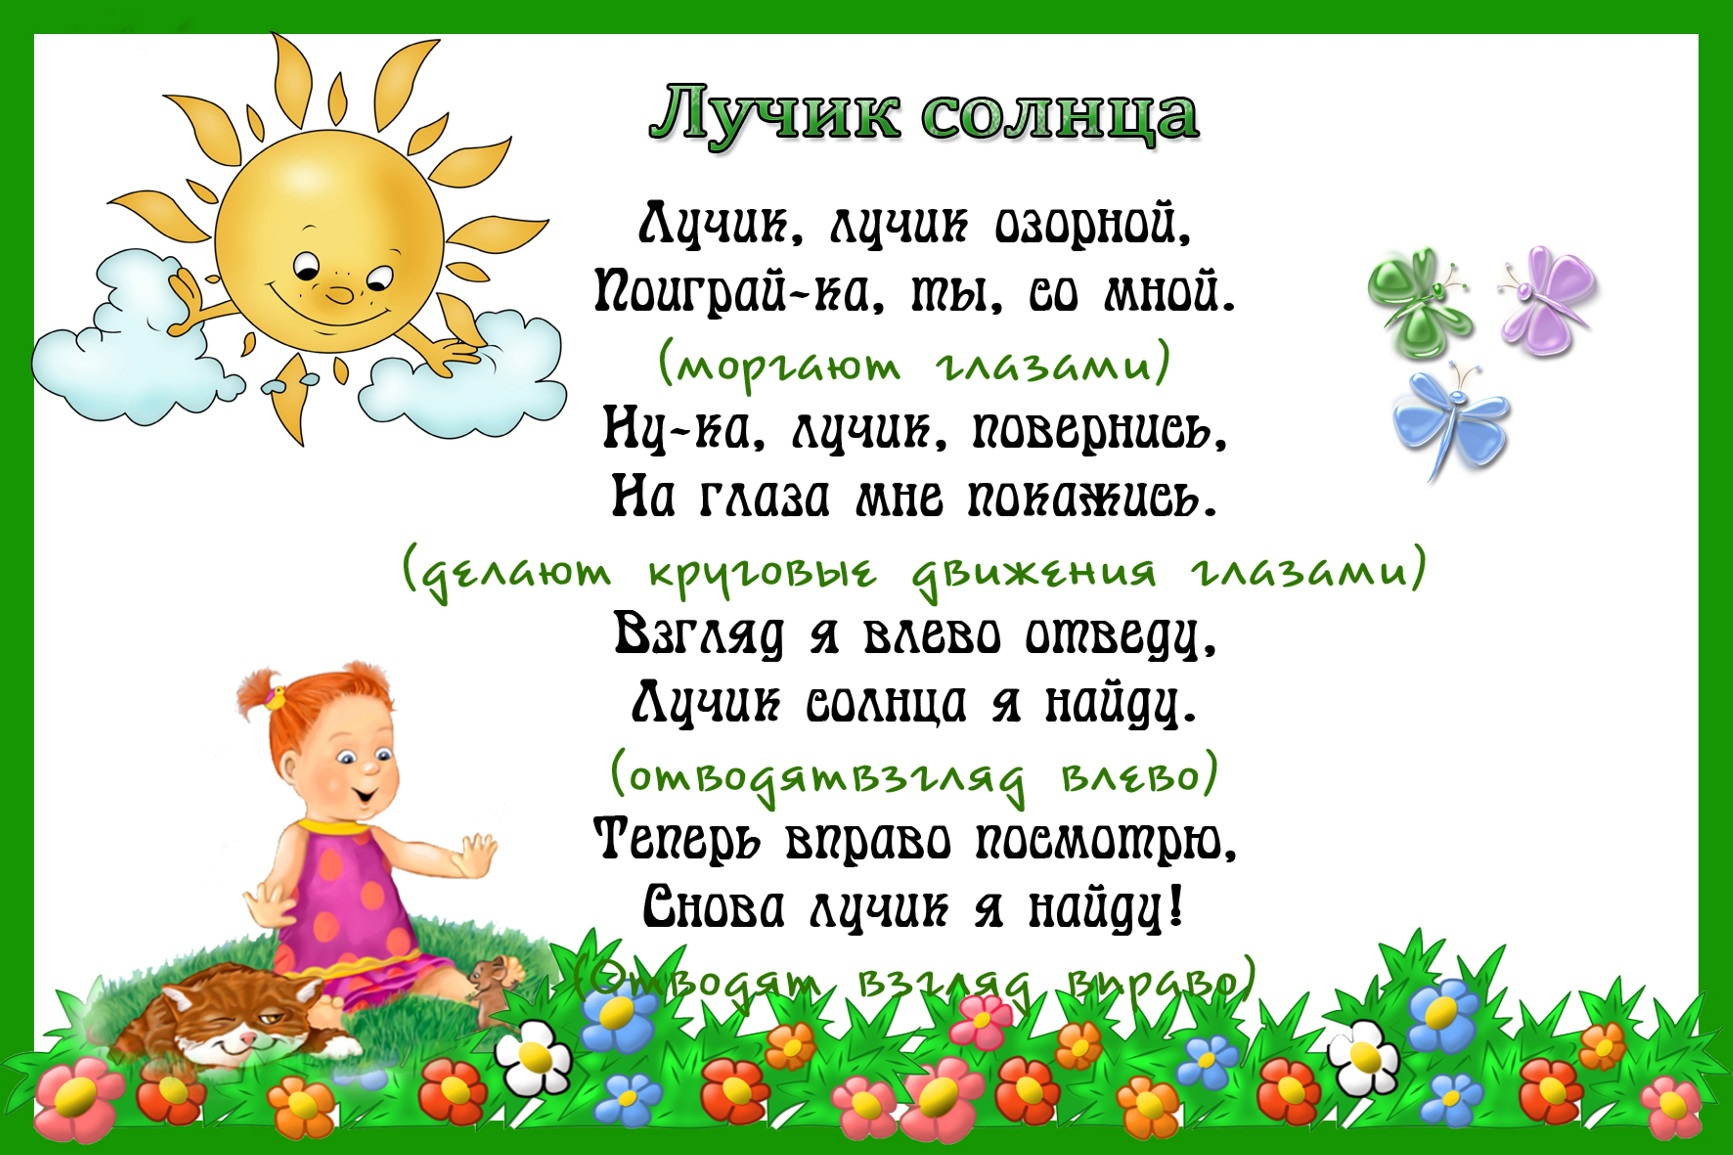 Лучик солнца
Лучик, лучик озорной,
Поиграй-ка, ты, со мной.
(моргают глазами)
Ну-ка, лучик, повернись,
На глаза мне покажись.
(делают круговые движения глазами)
Взгляд я влево отведу,
Лучик солнца я найду.
(отводятвзгляд влево)
Теперь вправо посмотрю,
Снова лучик я найду!
(Отводят взгляд вправо)